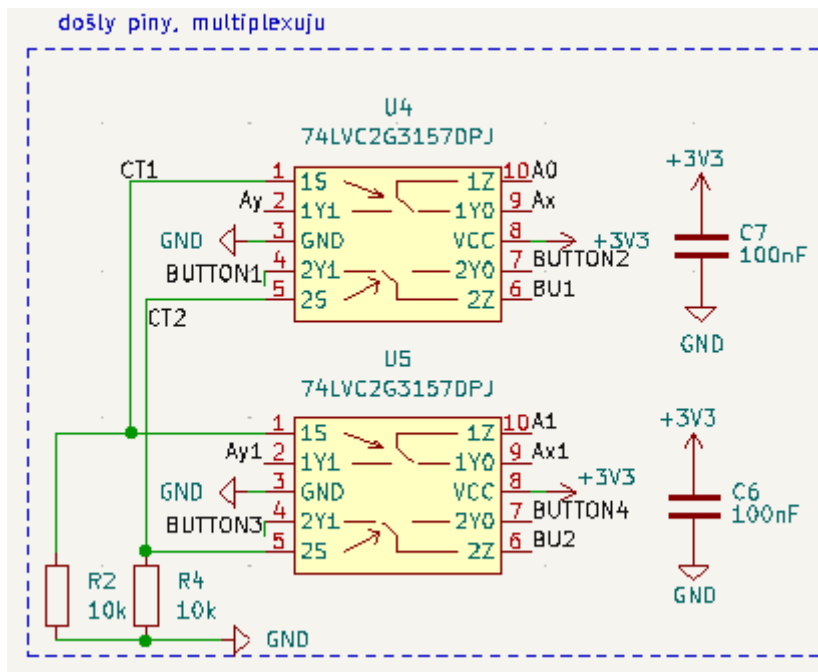 došly piny, multiplexuju
U4
74LVC2G3157DPJ
CT1
1 1S 1Z 10 A0
Ay 2 1Y1 1Y0 9 Ax
GND 3 GND VCC 8 +3V3
BUTTON1 4 2Y1 2Y0 7 BUTTON2
5 2S 2Z 6 BU1
CT2
+3V3
C7
100nF
GND
U5
74LVC2G3157DPJ
1 1S 1Z 10 A1
Ay1 2 1Y1 1Y0 9 Ax1
GND 3 GND VCC 8 +3V3
BUTTON3 4 2Y1 2Y0 7 BUTTON4
5 2S 2Z 6 BU2
+3V3
C6
100nF
GND
R2
10k
R4
10k
GND